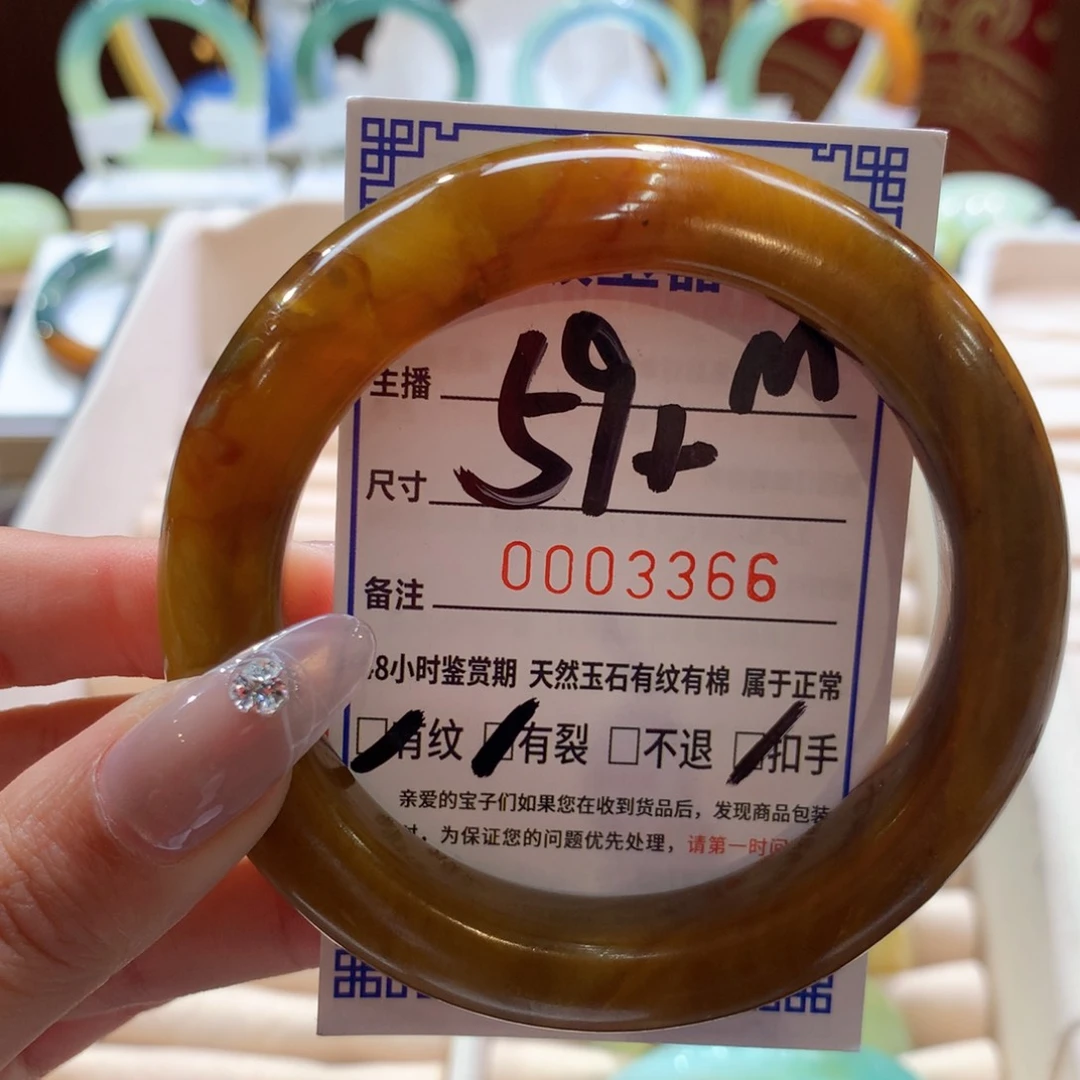 主播
59+ M
尺寸
备注 0003366
8小时鉴赏期 天然玉石有纹有棉 属于正常
□有纹 □有裂 □不退 □扣手
亲爱的宝子们如果您在收到货品后，发现商品包装
时，为保证您的问题优先处理，请第一时间